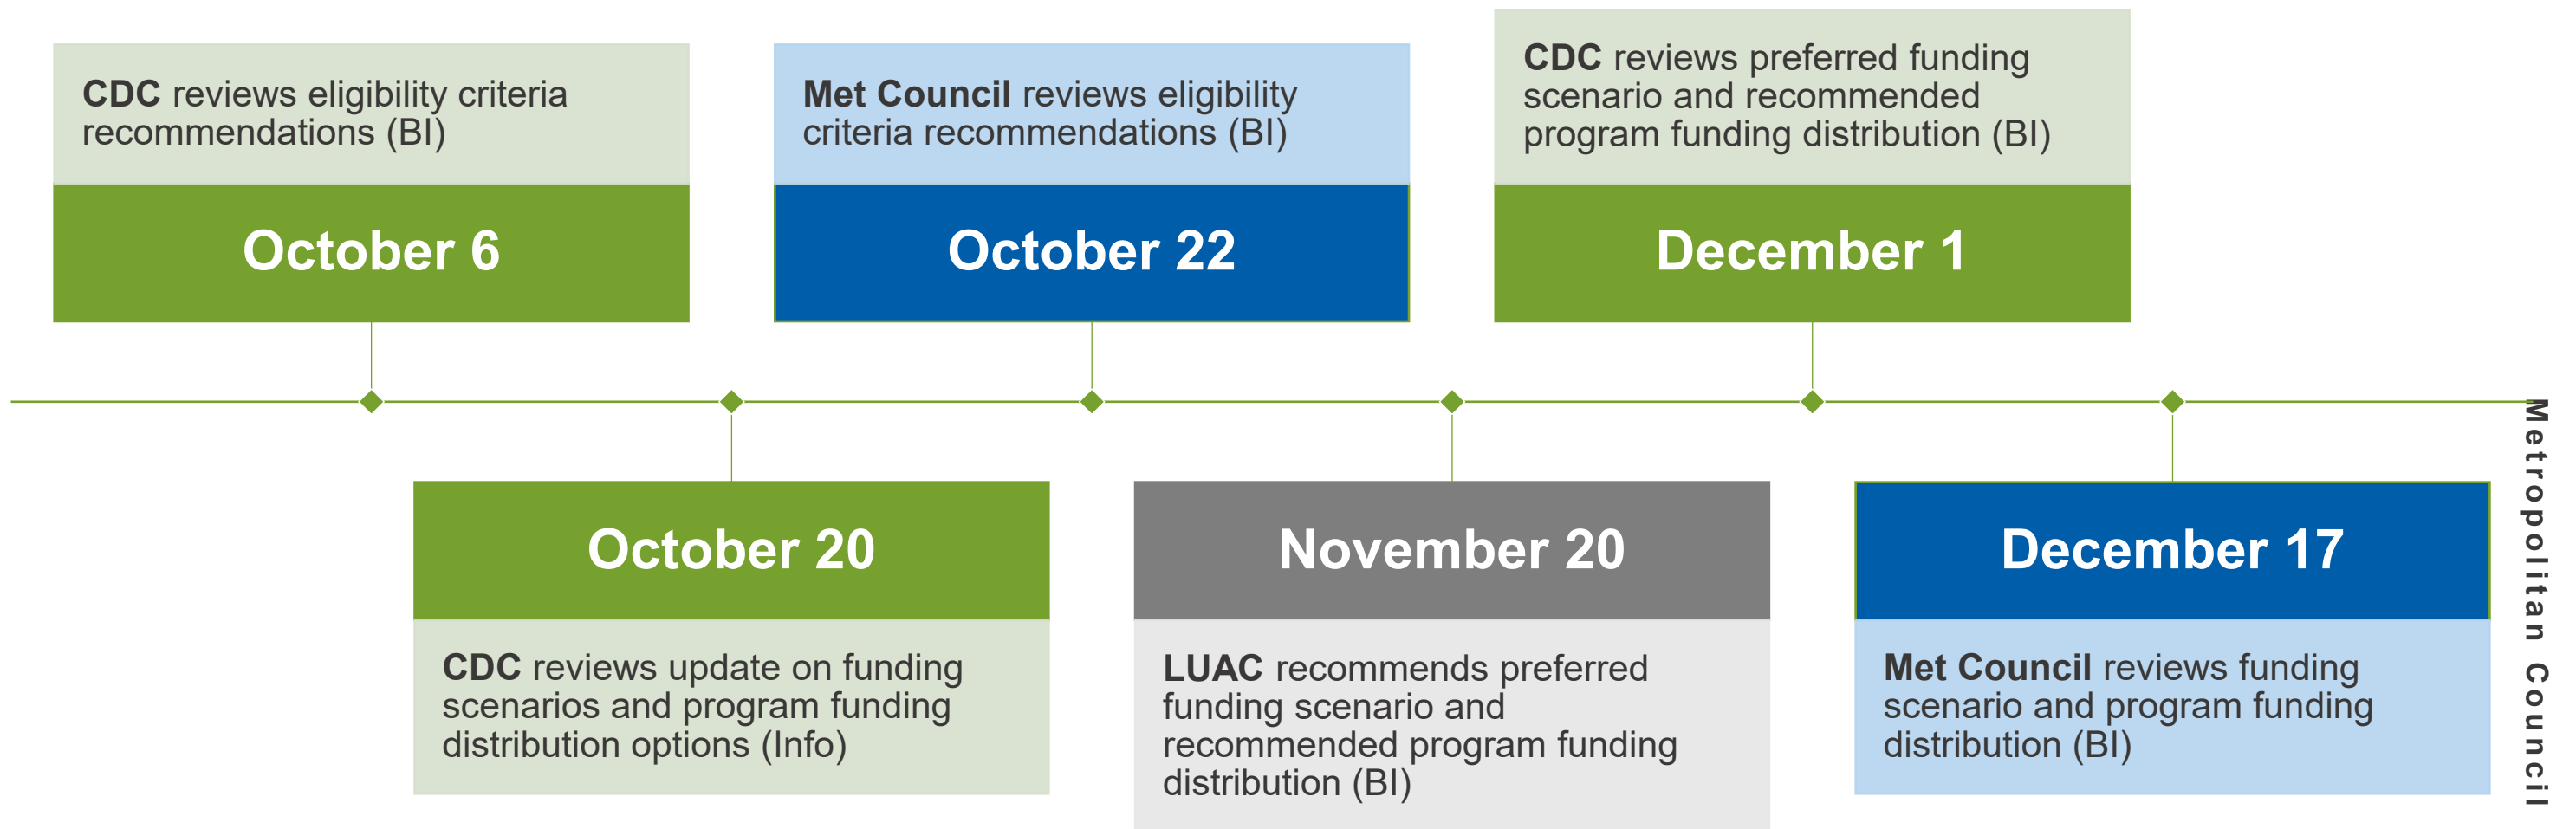 CDC reviews eligibility criteria
recommendations (BI)
October 6
Met Council reviews eligibility
criteria recommendations (BI)
October 22
CDC reviews preferred funding
scenario and recommended
program funding distribution (BI)
December 1
October 20
CDC reviews update on funding
scenarios and program funding
distribution options (Info)
November 20
LUAC recommends preferred
funding scenario and
recommended program funding
distribution (BI)
December 17
Met Council reviews funding
scenario and program funding
distribution (BI)
Metropolitan Council